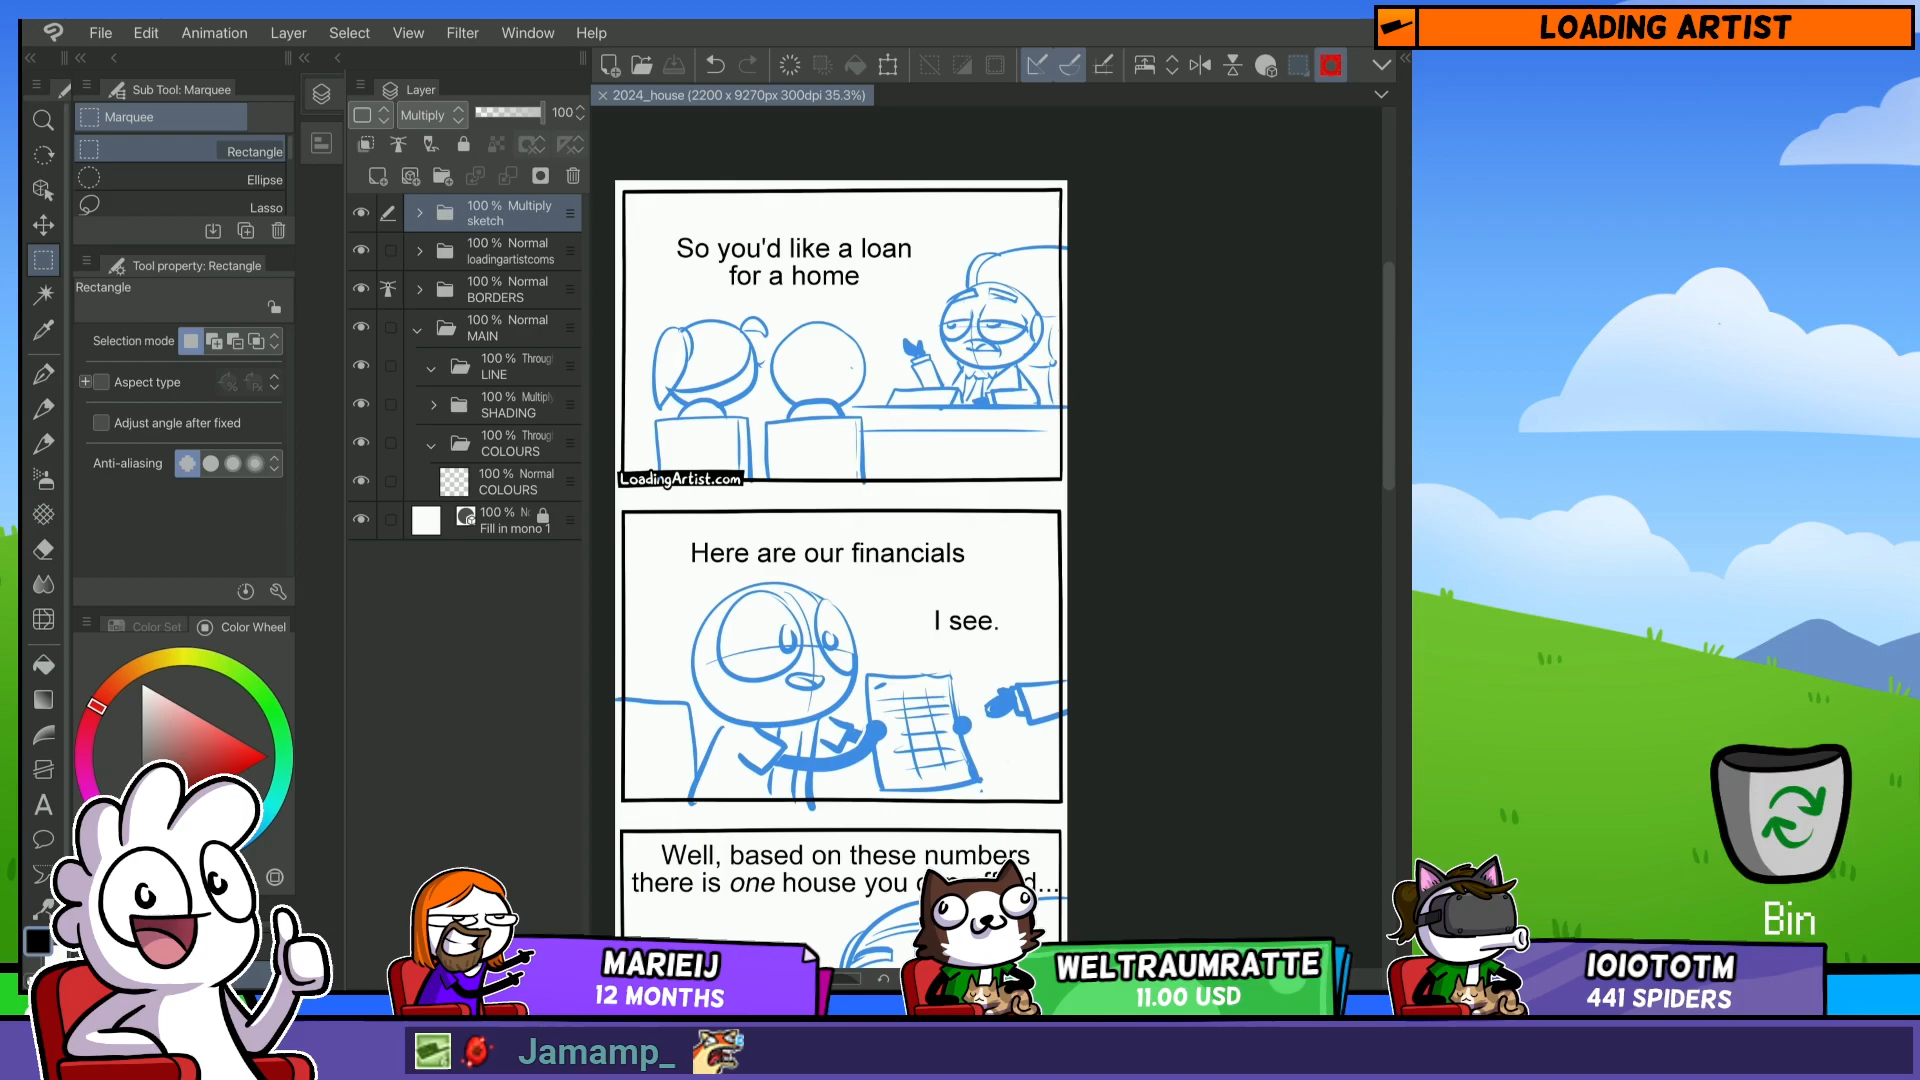 LOADING ARTIST
File Edit Animation Layer Select View Filter Window Help
Sub Tool: Marquee
Marquee
Rectangle
Ellipse
Lasso
Tool property: Rectangle
Rectangle
Selection mode
Aspect type
Adjust angle after fixed
Anti-aliasing
Color Set
Color Wheel
Layer
Multiply
100
100 % Multiply
sketch
100 % Normal
loadingartistcoms
100 % Normal
BORDERS
100 % Normal
MAIN
100 % Throug
LINE
100 % Multiply
SHADING
100 % Throug
COLOURS
100 % Normal
COLOURS
100 %
Fill in mono 1
2024_house (2200 x 9270px 300dpi 35.3%)
So you'd like a loan
for a home
LoadingArtist.com
Here are our financials
I see.
Well, based on these numbers
there is one house you
Bin
MARIEIJ
12 MONTHS
WELTRAUMRATTE
11.00 USD
IOIOTOTM
441 SPIDERS
Jamamp_